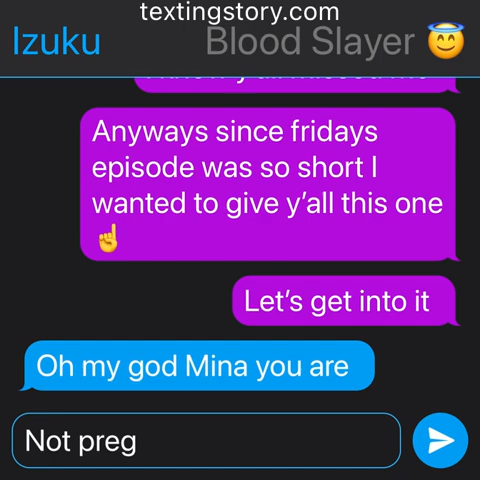 textingstory.com
Izuku Blood Slayer 😇
Anyways since fridays
episode was so short I
wanted to give y’all this one
☝️
Let’s get into it
Oh my god Mina you are
Not preg